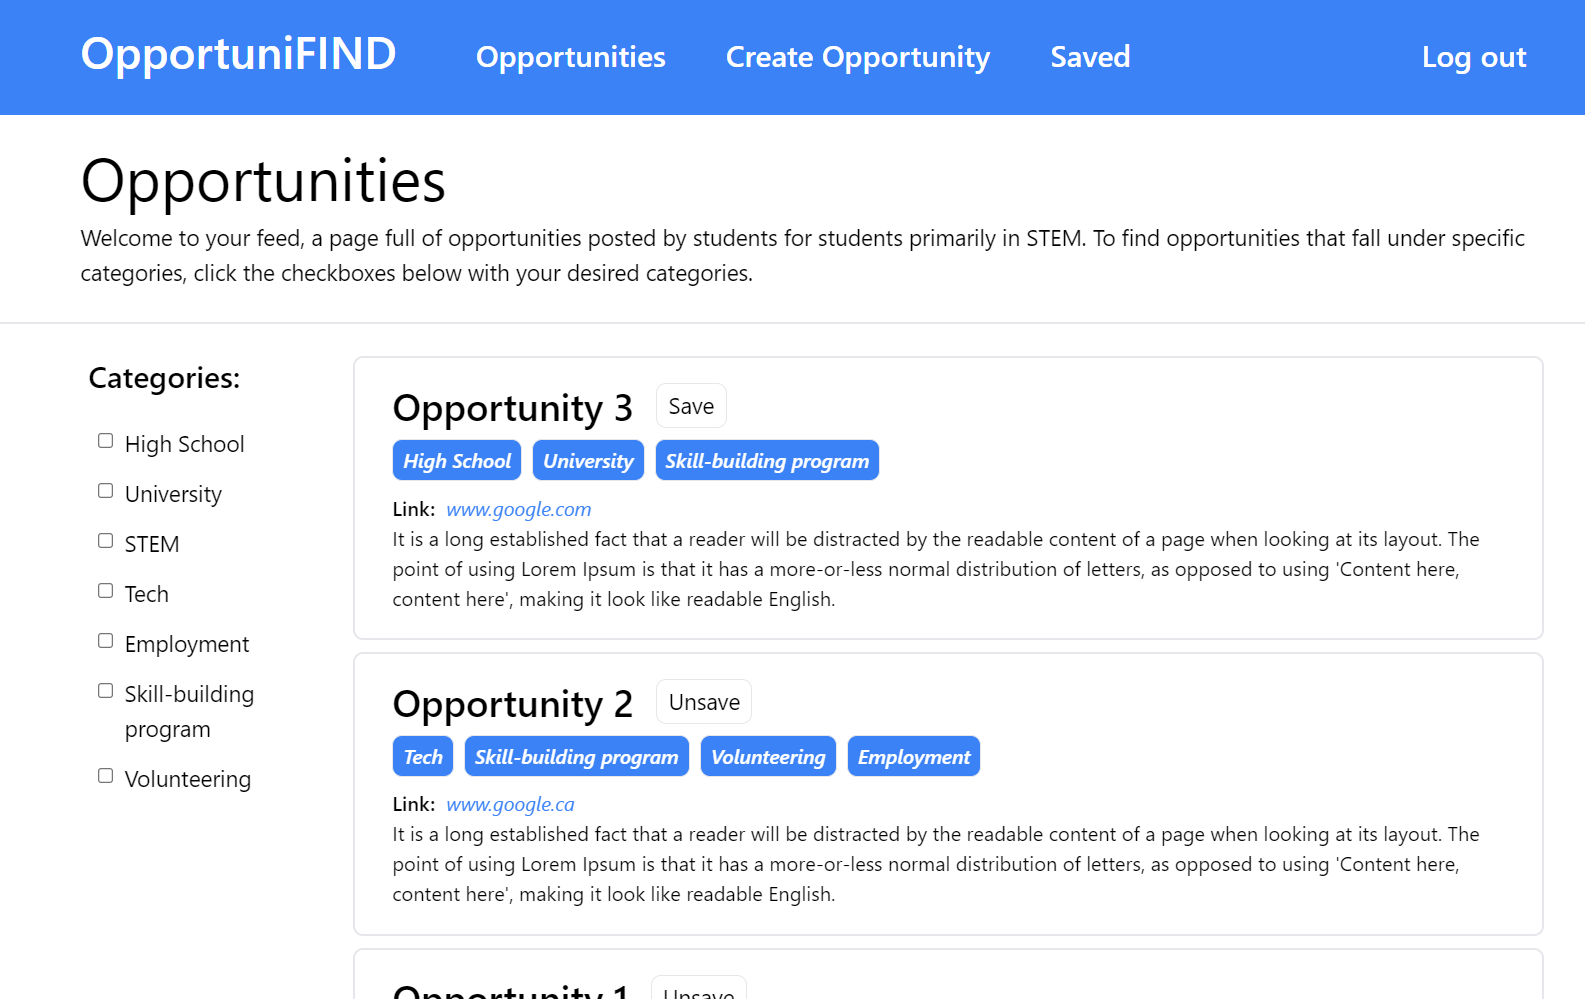 OpportuniFIND Opportunities Create Opportunity Saved Log out
Opportunities
Welcome to your feed, a page full of opportunities posted by students for students primarily in STEM. To find opportunities that fall under specific
categories, click the checkboxes below with your desired categories.
Categories:
High School
University
STEM
Tech
Employment
Skill-building
program
Volunteering
Opportunity 3 Save
High School University Skill-building program
Link: www.google.com
It is a long established fact that a reader will be distracted by the readable content of a page when looking at its layout. The
point of using Lorem Ipsum is that it has a more-or-less normal distribution of letters, as opposed to using 'Content here,
content here', making it look like readable English.
Opportunity 2 Unsave
Tech Skill-building program Volunteering Employment
Link: www.google.ca
It is a long established fact that a reader will be distracted by the readable content of a page when looking at its layout. The
point of using Lorem Ipsum is that it has a more-or-less normal distribution of letters, as opposed to using 'Content here,
content here', making it look like readable English.
Opportunity 1 Unsave